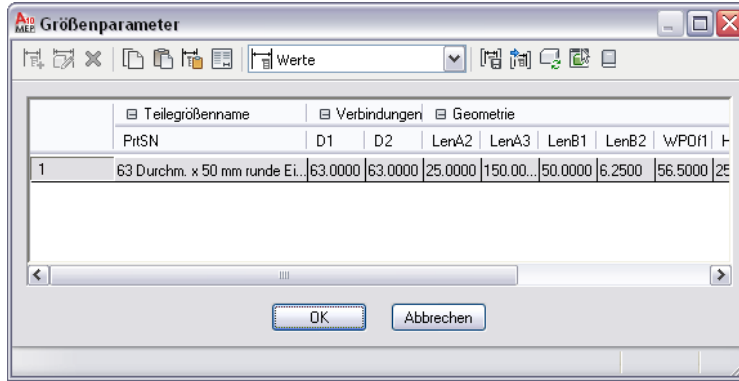 A10 MEP Größenparameter
Werte
Teilegrößenname Verbindungen Geometrie
PrtSN D1 D2 LenA2 LenA3 LenB1 LenB2 WPOf1 H
1 63 Durchm. x 50 mm runde Ei... 63.0000 63.0000 25.0000 150.00... 50.0000 6.2500 56.5000 25
OK Abbrechen